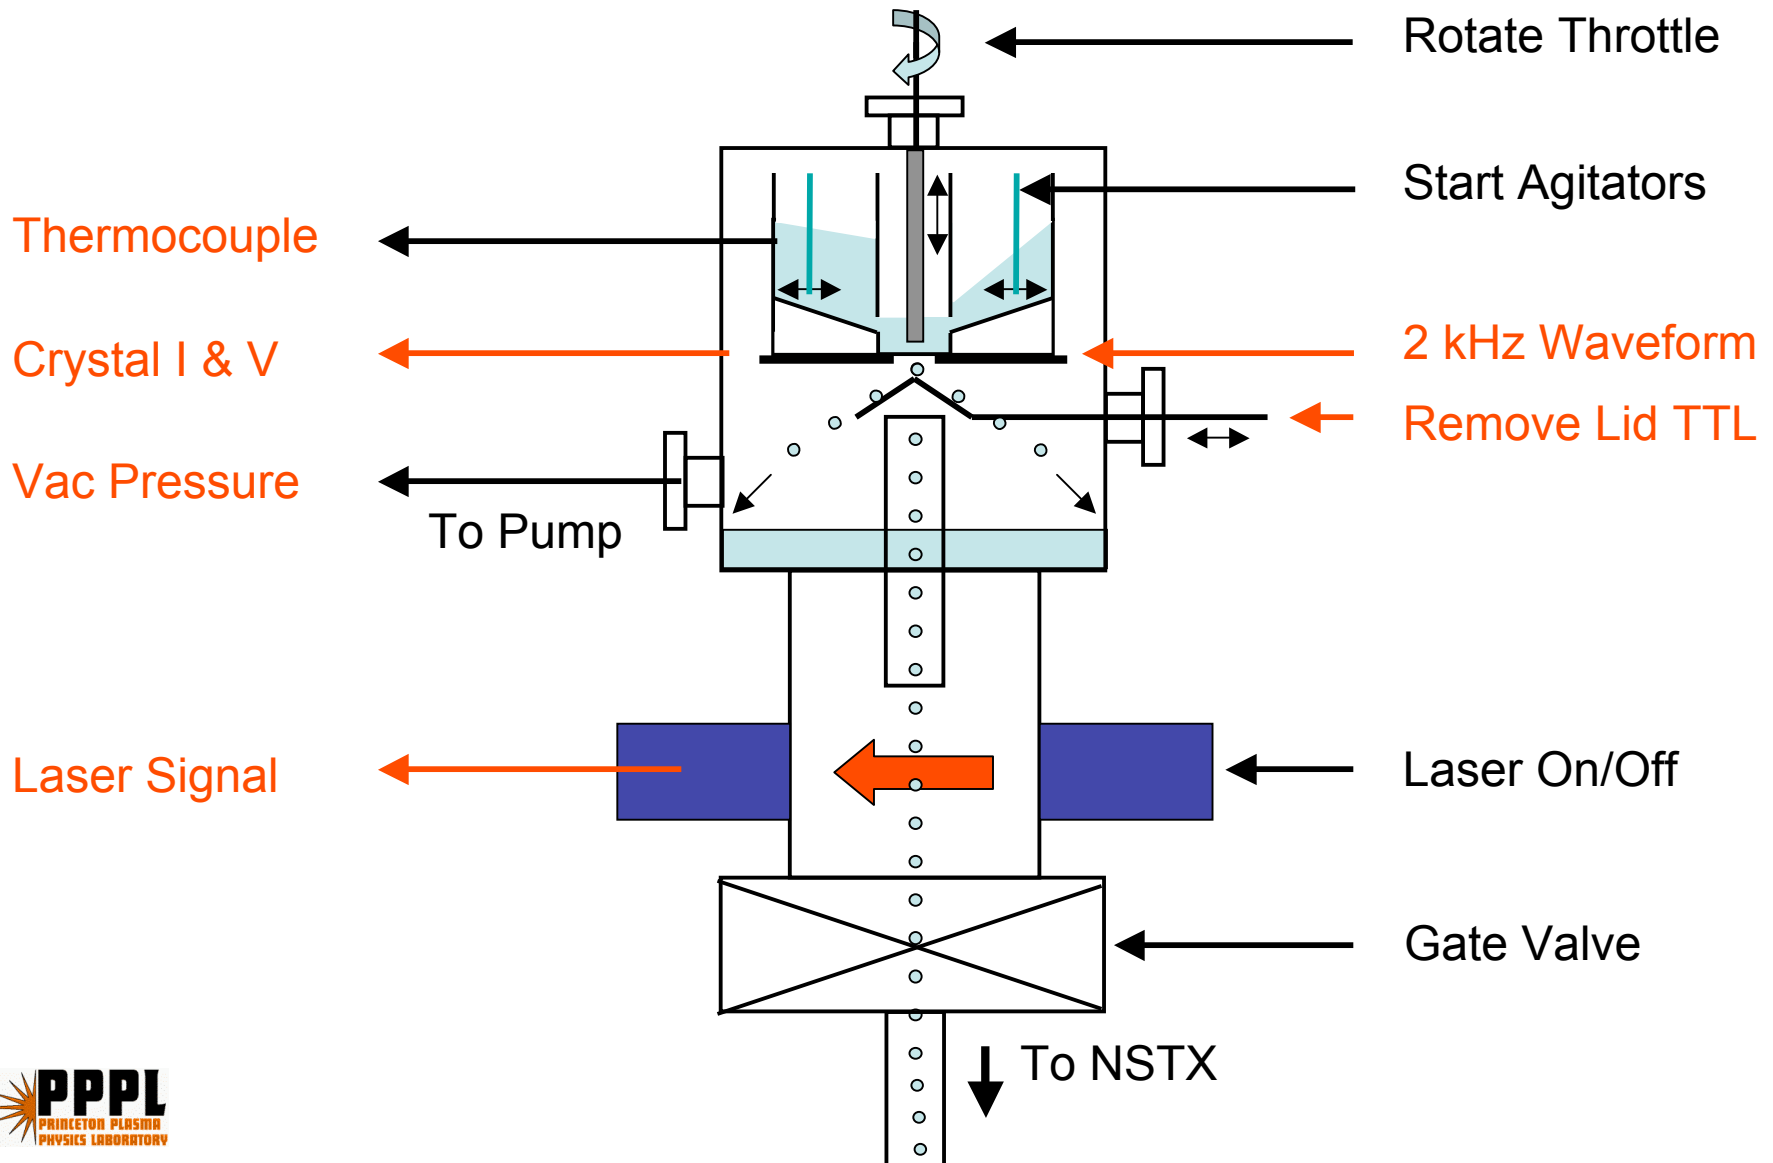 Rotate Throttle
Start Agitators
Thermocouple
2 kHz Waveform
Crystal I & V
Remove Lid TTL
Vac Pressure
To Pump
Laser Signal
Laser On/Off
Gate Valve
To NSTX
PPPL
PRINCETON PLASMA
PHYSICS LABORATORY